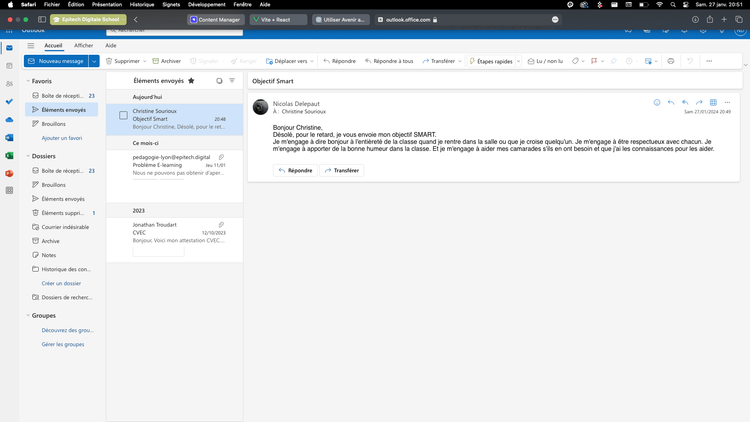 Safari Fichier Édition Présentation Historique Signets Développement Fenêtre Aide Sam. 27 janv. 20:51
Epitech Digitale School Content Manager Vite + React Utiliser Avenir a... outlook.office.com
Outlook Rechercher
Accueil Afficher Aide
Nouveau message Supprimer Archiver Signaler Ranger Déplacer vers Répondre Répondre à tous Transférer Étapes rapides Lu / non lu
Favoris
Boîte de récepti... 23
Éléments envoyés
Brouillons
Ajouter un favori
Dossiers
Boîte de récepti... 23
Brouillons
Éléments envoyés
Éléments suppri... 1
Courrier indésirable
Archive
Notes
Historique des con...
Créer un dossier
Dossiers de recherc...
Groupes
Découvrez des grou...
Gérer les groupes
Éléments envoyés
Aujourd'hui
Christine Sourioux
Objectif Smart 20:48
Bonjour Christine, Désolé, pour le ret...
Ce mois-ci
pedagogie-lyon@epitech.digital
Problème E-learning Jeu. 11/01
Nous ne pouvons pas obtenir d'aper...
2023
Jonathan Troudart
CVEC 12/10/2023
Bonjour, Voici mon attestation CVEC...
Objectif Smart
Nicolas Delepaut
À : Christine Sourioux
Sam 27/01/2024 20:49
Bonjour Christine,
Désolé, pour le retard, je vous envoie mon objectif SMART.
Je m'engage à dire bonjour à l'entièreté de la classe quand je rentre dans la salle ou que je croise quelqu'un. Je m'engage à être respectueux avec chacun. Je
m'engage à apporter de la bonne humeur dans la classe. Et je m'engage à aider mes camarades s'ils en ont besoin et que j'ai les connaissances pour les aider.
Répondre Transférer